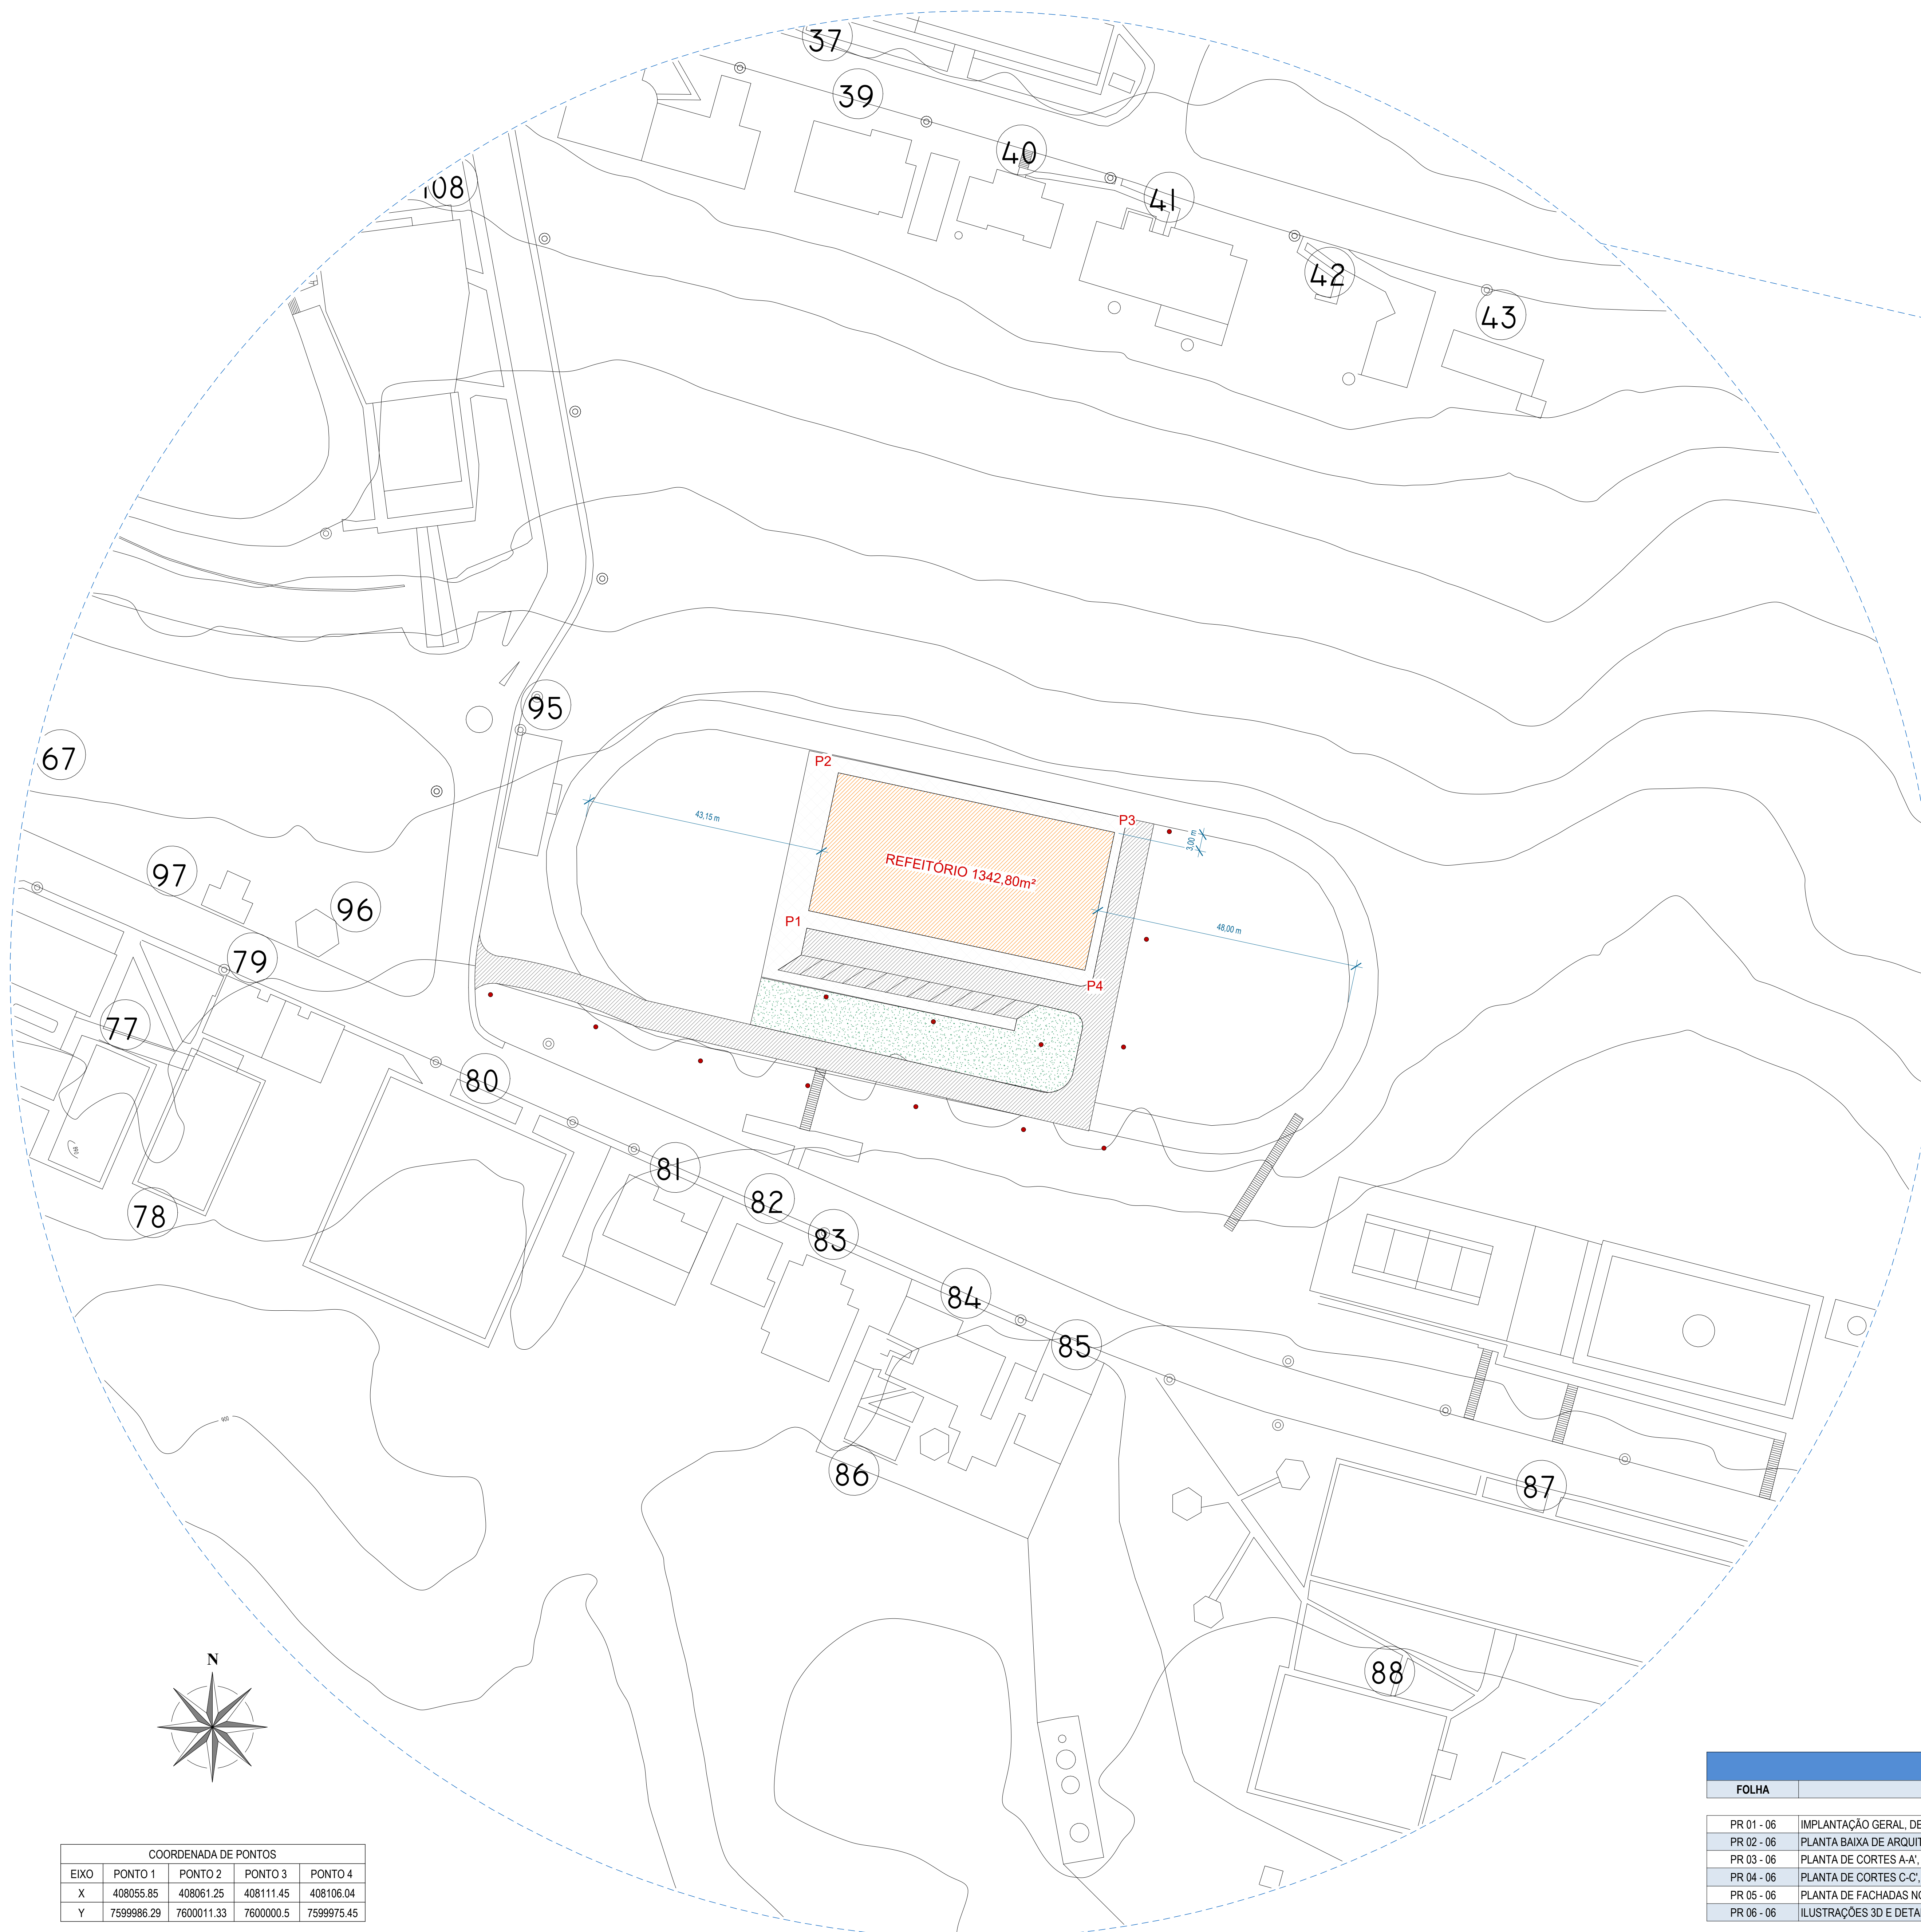 37
39
40
108
41
42
43
95
67
P2
43,15 m
P3
3,00 m
REFEITÓRIO 1342,80m²
97
96
P1
48,00 m
79
P4
77
80
81
78
82
83
84
85
900
86
87
N
88
FOLHA
PR 01 - 06 IMPLANTAÇÃO GERAL,
PR 02 - 06 PLANTA BAIXA DE
PR 03 - 06 PLANTA DE CORTES A-A',
PR 04 - 06 PLANTA DE CORTES C-C',
PR 05 - 06 PLANTA DE FACHADAS
PR 06 - 06 ILUSTRAÇÕES 3D E
COORDENADA DE PONTOS
EIXO PONTO 1 PONTO 2 PONTO 3 PONTO 4
X 408055.85 408061.25 408111.45 408106.04
Y 7599986.29 7600011.33 7600000.5 7599975.45